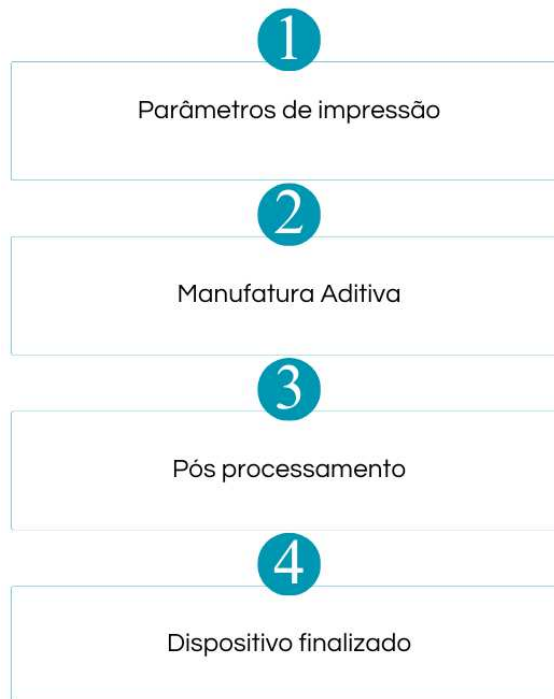 1
Parâmetros de impressão
2
Manufatura Aditiva
3
Pós processamento
4
Dispositivo finalizado